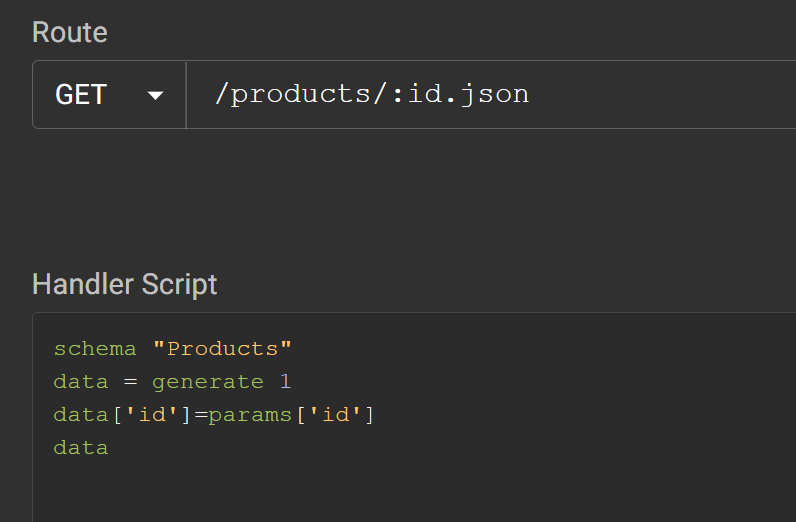 Route
GET /products/:id.json
Handler Script
schema "Products"
data = generate 1
data['id']=params['id']
data